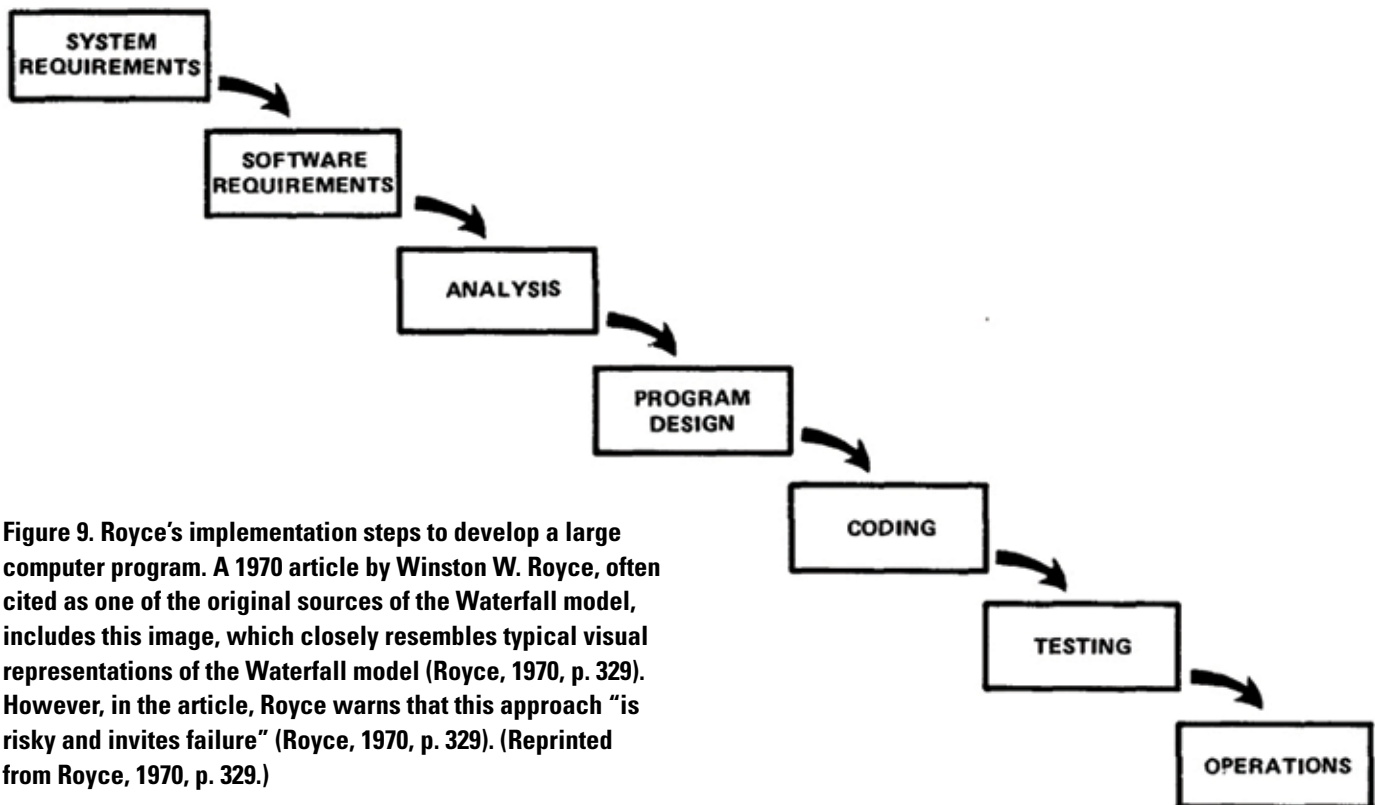 SYSTEM
REQUIREMENTS
SOFTWARE
REQUIREMENTS
ANALYSIS
PROGRAM
DESIGN
CODING
TESTING
OPERATIONS
Figure 9. Royce’s implementation steps to develop a large
computer program. A 1970 article by Winston W. Royce, often
cited as one of the original sources of the Waterfall model,
includes this image, which closely resembles typical visual
representations of the Waterfall model (Royce, 1970, p. 329).
However, in the article, Royce warns that this approach “is
risky and invites failure” (Royce, 1970, p. 329). (Reprinted
from Royce, 1970, p. 329.)